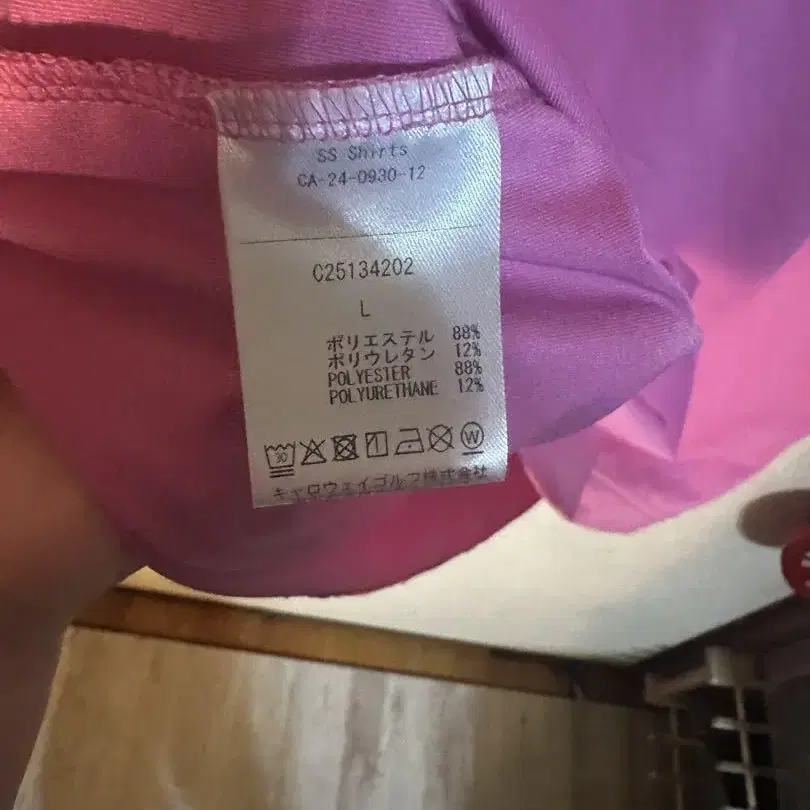 SS Shirts
CA-24-0930-12
C25134202
L
ポリエステル 88%
ポリウレタン 12%
POLYESTER 88%
POLYURETHANE 12%
30
W
キャロウェイゴルフ株式会社